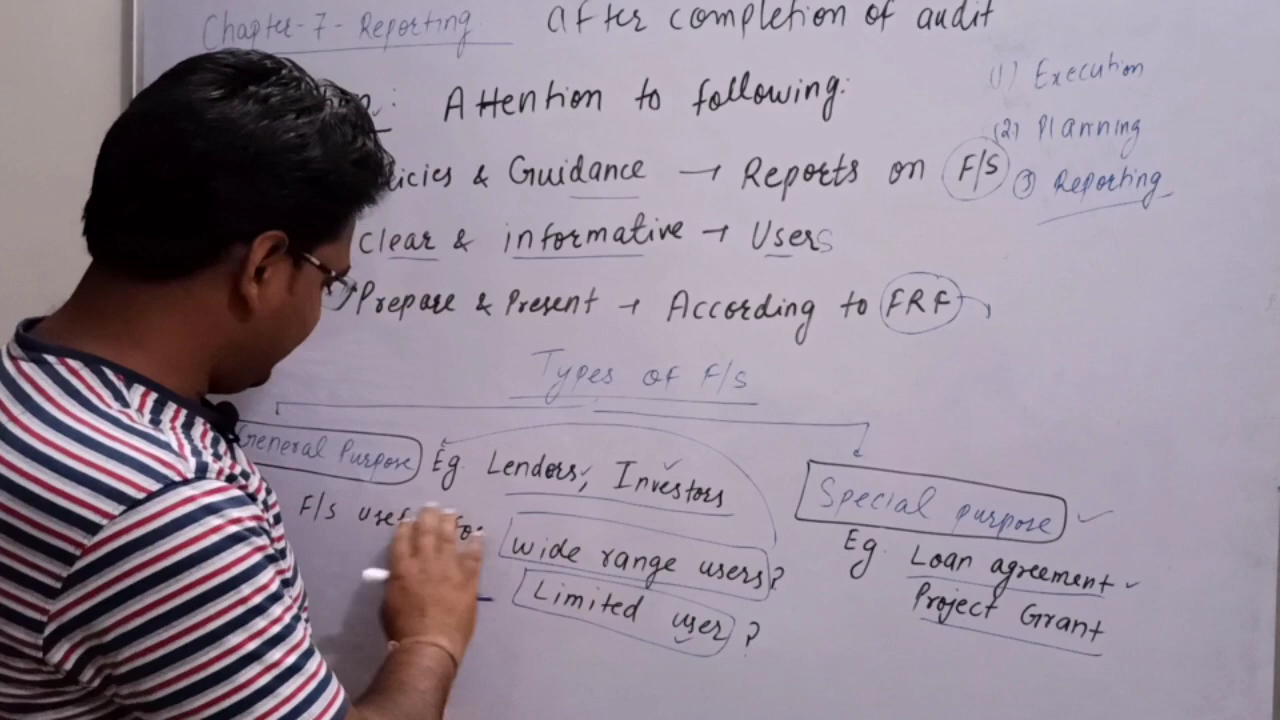 Chapter-7-Reporting after completion of audit
: Attention to following:
(1) Execution
(2) Planning
(3) Reporting
icies & Guidance → Reports on F/S
Clear & informative → Users
Prepare & Present → According to FRF
Types of F/S
General Purpose Eg. Lenders, Investors
Special purpose
F/s use for
wide range users?
Limited user?
Eg. Loan agreement
Project Grant